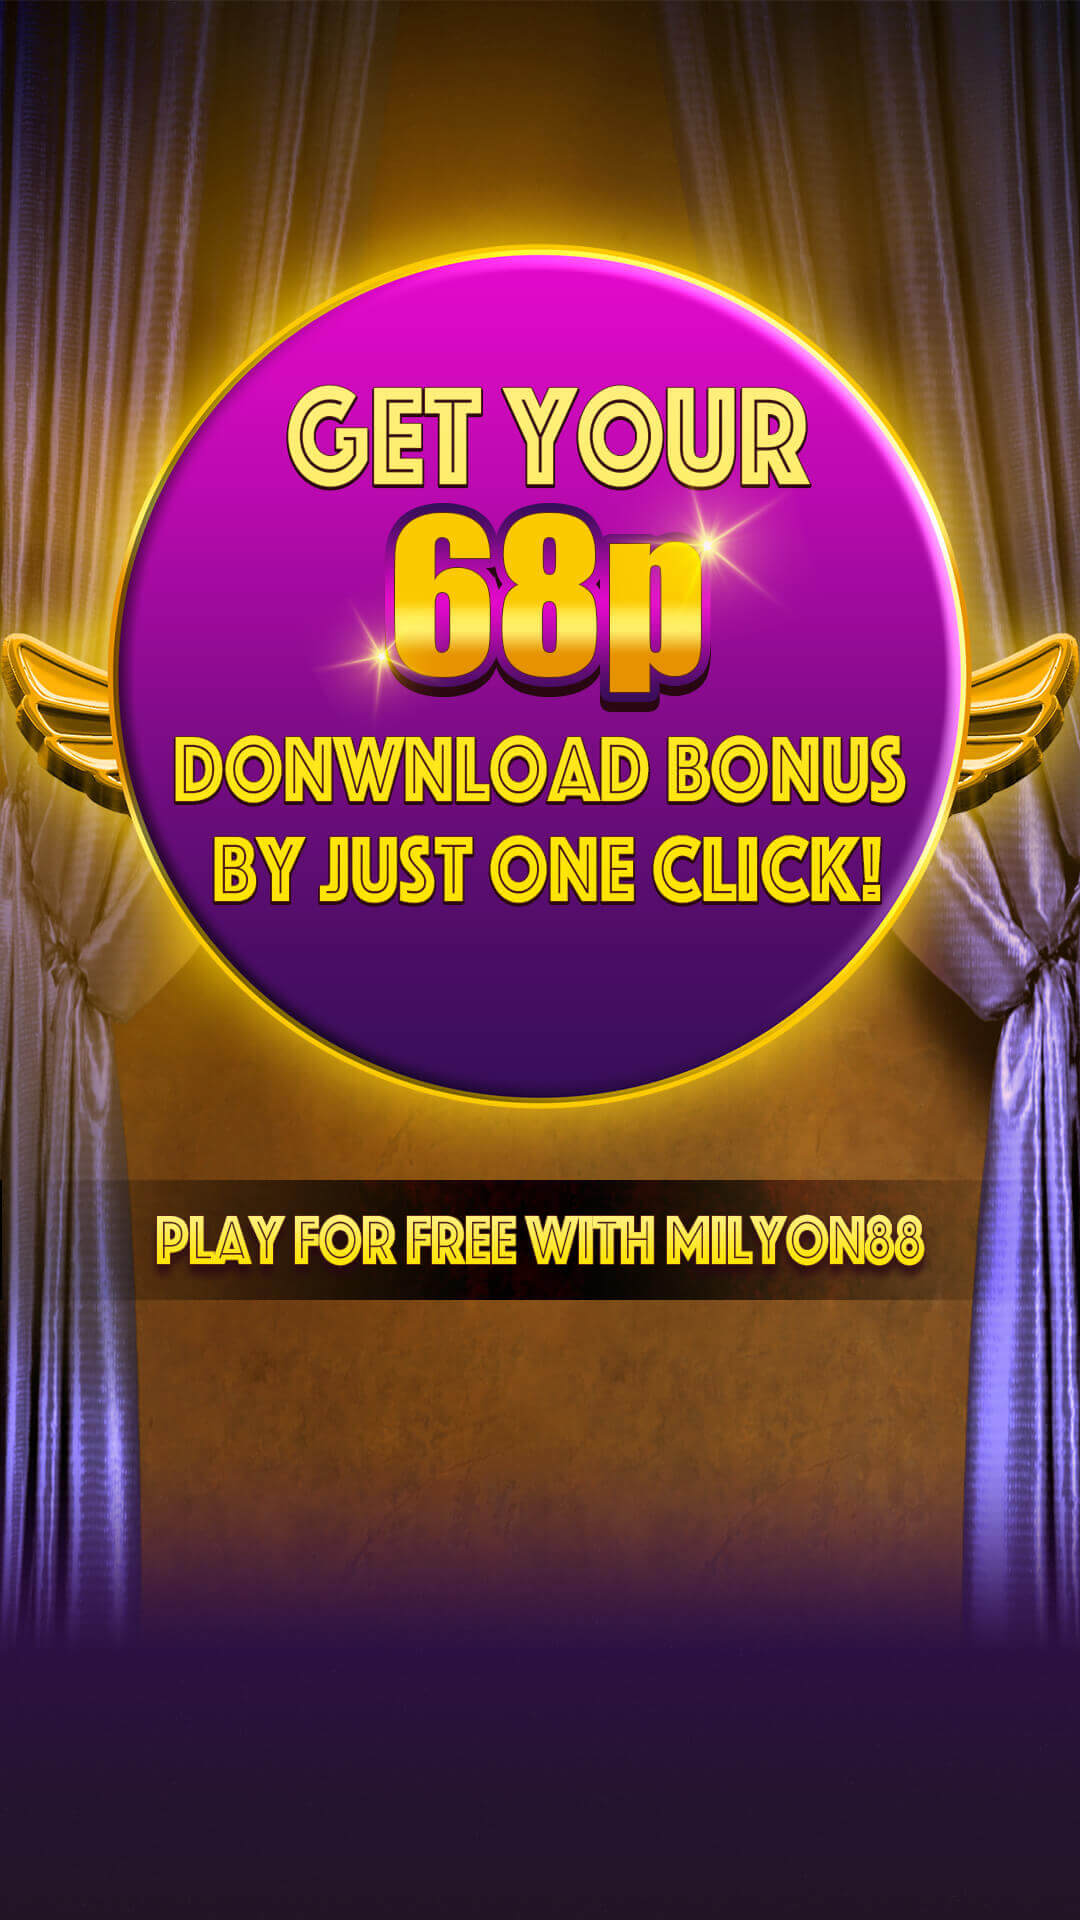 GET YOUR
68p
DONWNLOAD BONUS
BY JUST ONE CLICK!
PLAY FOR FREE WITH MILYON88